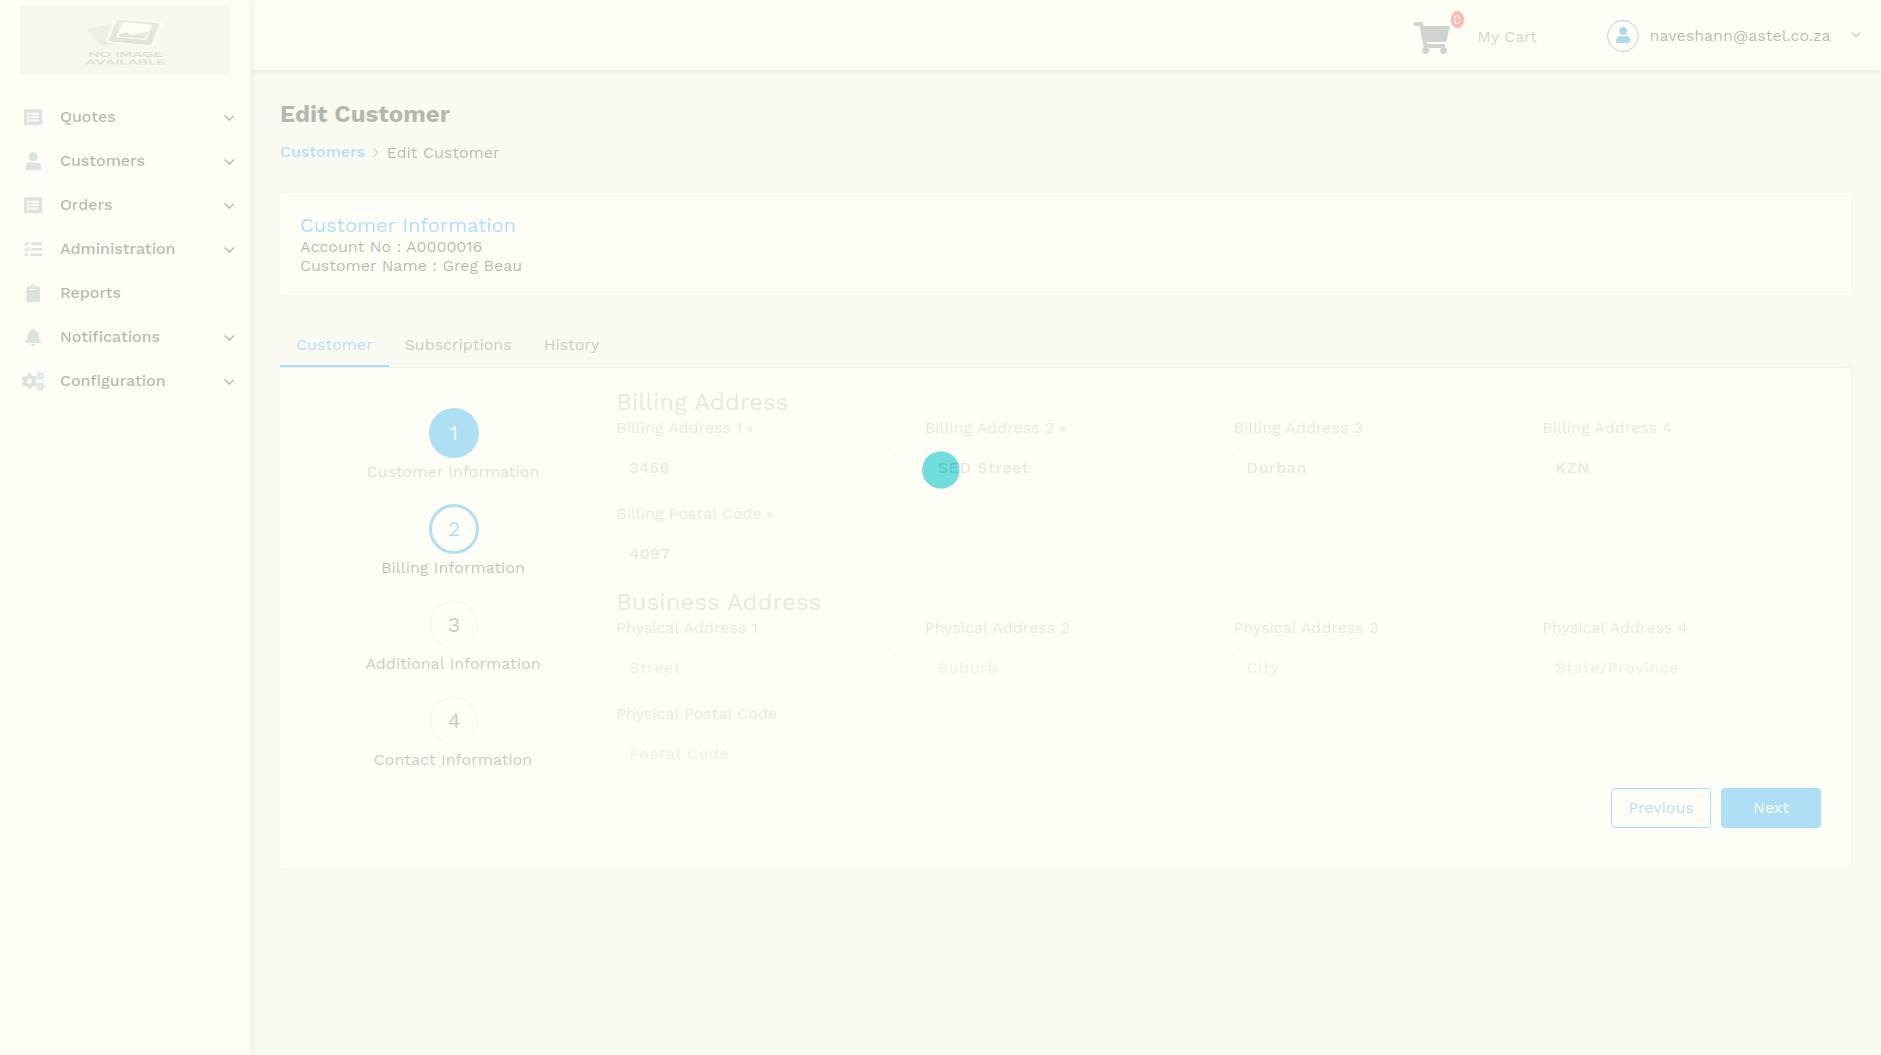 NO IMAGE
AVAILABLE
0
My Cart
naveshann@astel.co.za
Quotes
Customers
Orders
Administration
Reports
Notifications
Configuration
Edit Customer
Customers > Edit Customer
Customer Information
Account No : A0000016
Customer Name : Greg Beau
Customer Subscriptions History
1
Customer Information
2
Billing Information
3
Additional Information
4
Contact Information
Billing Address
Billing Address 1 Billing Address 2 Billing Address 3 Billing Address 4
3456 SED Street Durban KZN
Billing Postal Code
4097
Business Address
Physical Address 1 Physical Address 2 Physical Address 3 Physical Address 4
Street Suburb City State/Province
Physical Postal Code
Postal Code
Previous Next